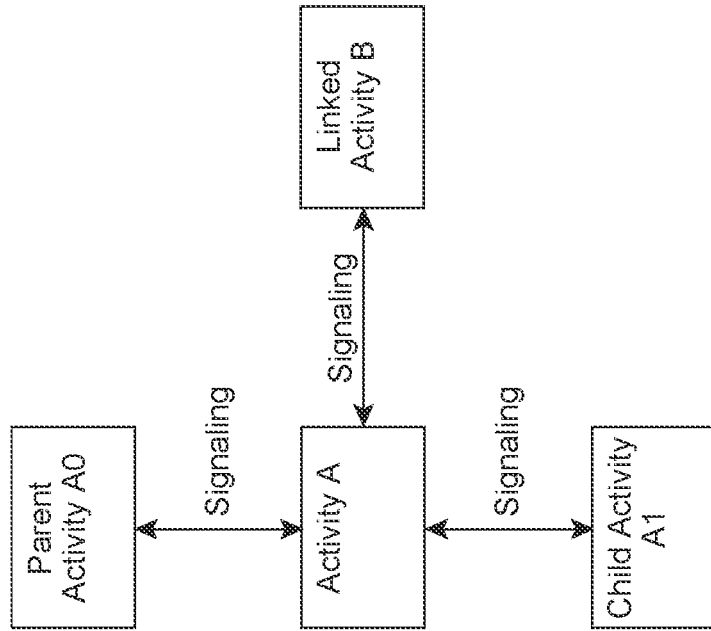 Parent
Activity A0
Signaling
Activity A
Signaling
Linked
Activity B
Signaling
Child Activity
A1